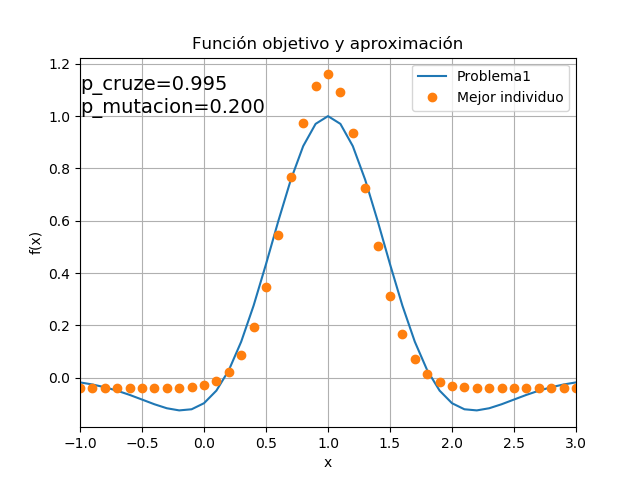 Función objetivo y aproximación
1.2
1.0
0.8
0.6
0.4
0.2
0.0
f(x)
p_cruze=0.995
p_mutacion=0.200
Problema1
Mejor individuo
−1.0 −0.5 0.0 0.5 1.0 1.5 2.0 2.5 3.0
x